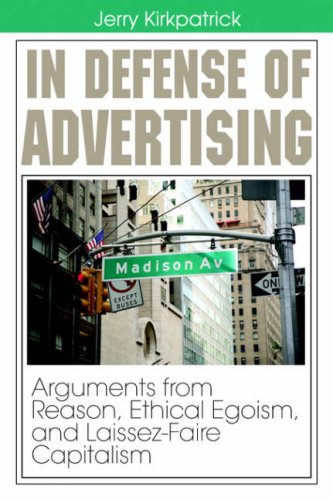 Jerry Kirkpatrick
IN DEFENSE OF
ADVERTISING
Madison Av
EXCEPT
BUSES
ONE WAY
Arguments from
Reason, Ethical Egoism,
and Laissez-Faire
Capitalism